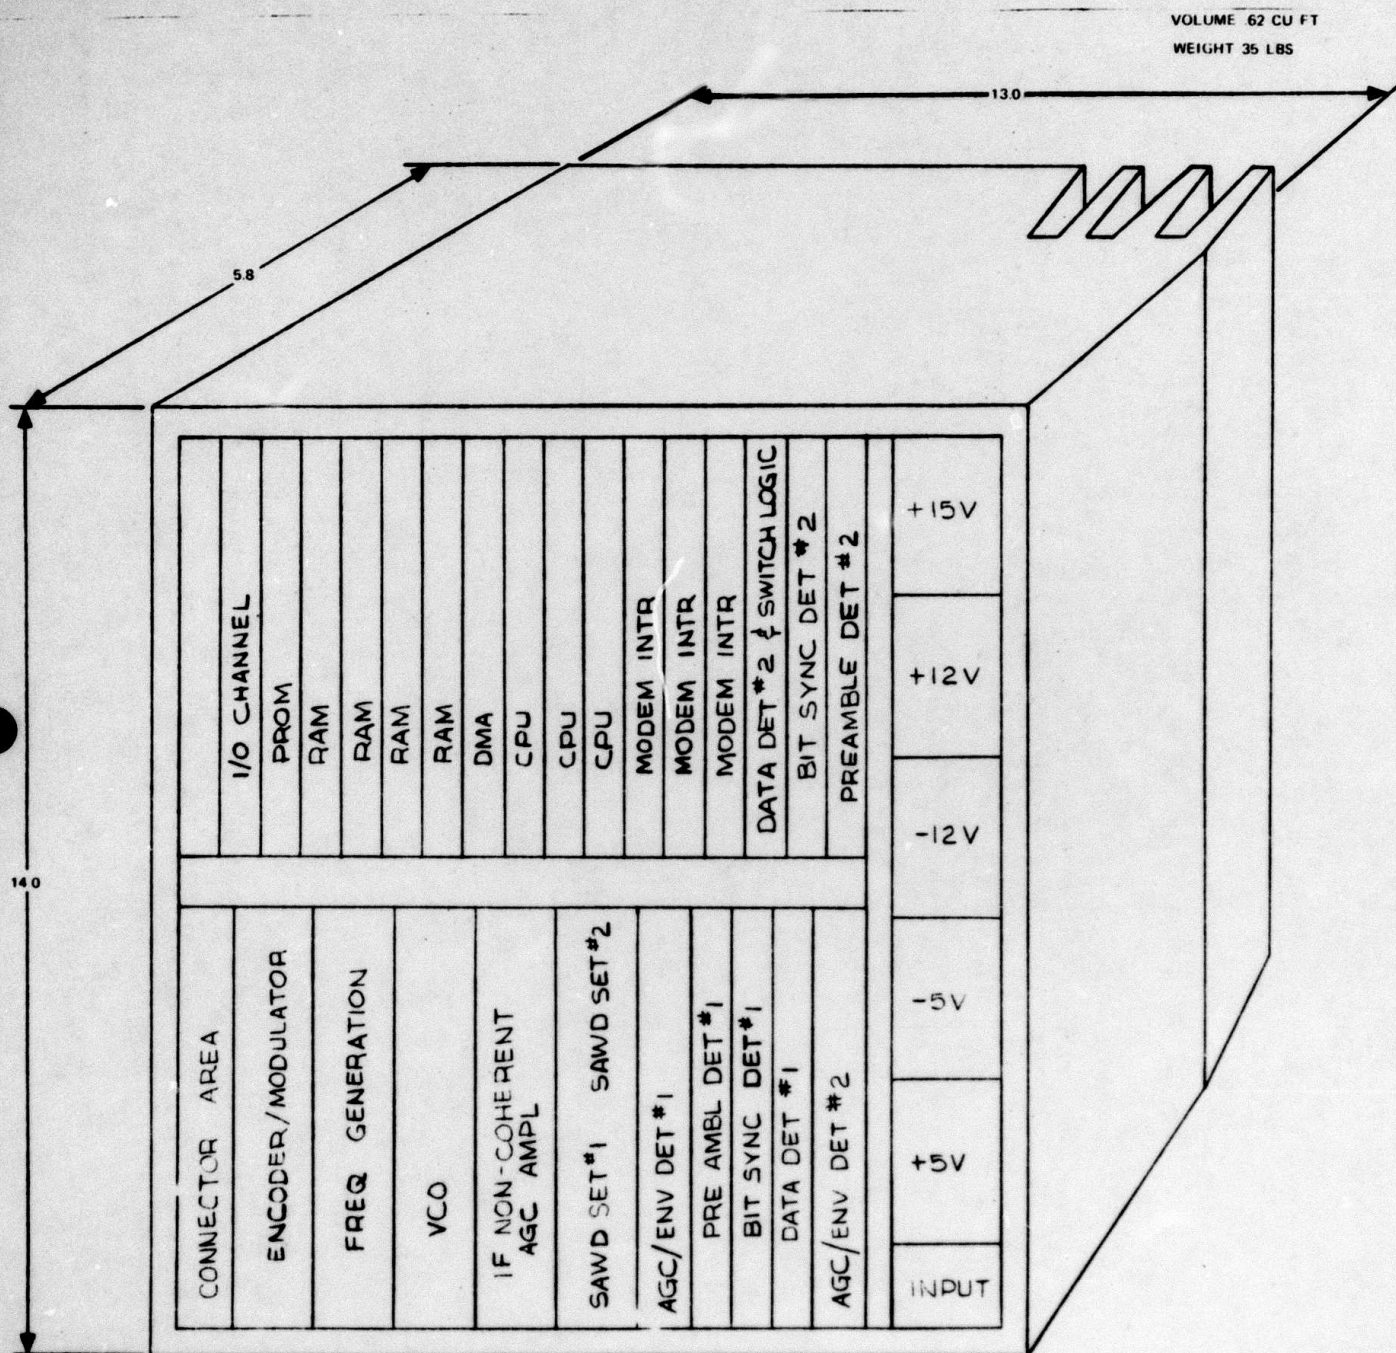 VOLUME .62 CU FT
WEIGHT 35 LBS
13.0
5.8
14.0
I/O CHANNEL
PROM
RAM
RAM
RAM
RAM
DMA
CPU
CPU
CPU
MODEM INTR
MODEM INTR
MODEM INTR
DATA DET #2 & SWITCH LOGIC
BIT SYNC DET #2
PREAMBLE DET #2
+15V
+12V
-12V
-5V
+5V
INPUT
CONNECTOR AREA
ENCODER/MODULATOR
FREQ GENERATION
VCO
IF NON-COHERENT
AGC AMPL
SAWD SET #1 SAWD SET #2
AGC/ENV DET #1
PRE AMBL DET #1
BIT SYNC DET #1
DATA DET #1
AGC/ENV DET #2